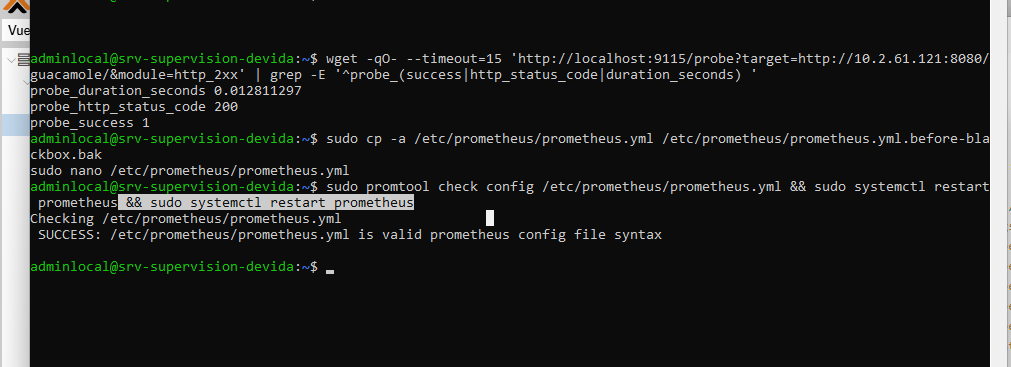 Vue
adminlocal@srv-supervision-devida:~$ wget -qO- --timeout=15 'http://localhost:9115/probe?target=http://10.2.61.121:8080/
guacamole/&module=http_2xx' | grep -E '^probe_(success|http_status_code|duration_seconds) '
probe_duration_seconds 0.012811297
probe_http_status_code 200
probe_success 1
adminlocal@srv-supervision-devida:~$ sudo cp -a /etc/prometheus/prometheus.yml /etc/prometheus/prometheus.yml.before-bla
ckbox.bak
sudo nano /etc/prometheus/prometheus.yml
adminlocal@srv-supervision-devida:~$ sudo promtool check config /etc/prometheus/prometheus.yml && sudo systemctl restart
 prometheus && sudo systemctl restart prometheus
Checking /etc/prometheus/prometheus.yml
 SUCCESS: /etc/prometheus/prometheus.yml is valid prometheus config file syntax
adminlocal@srv-supervision-devida:~$